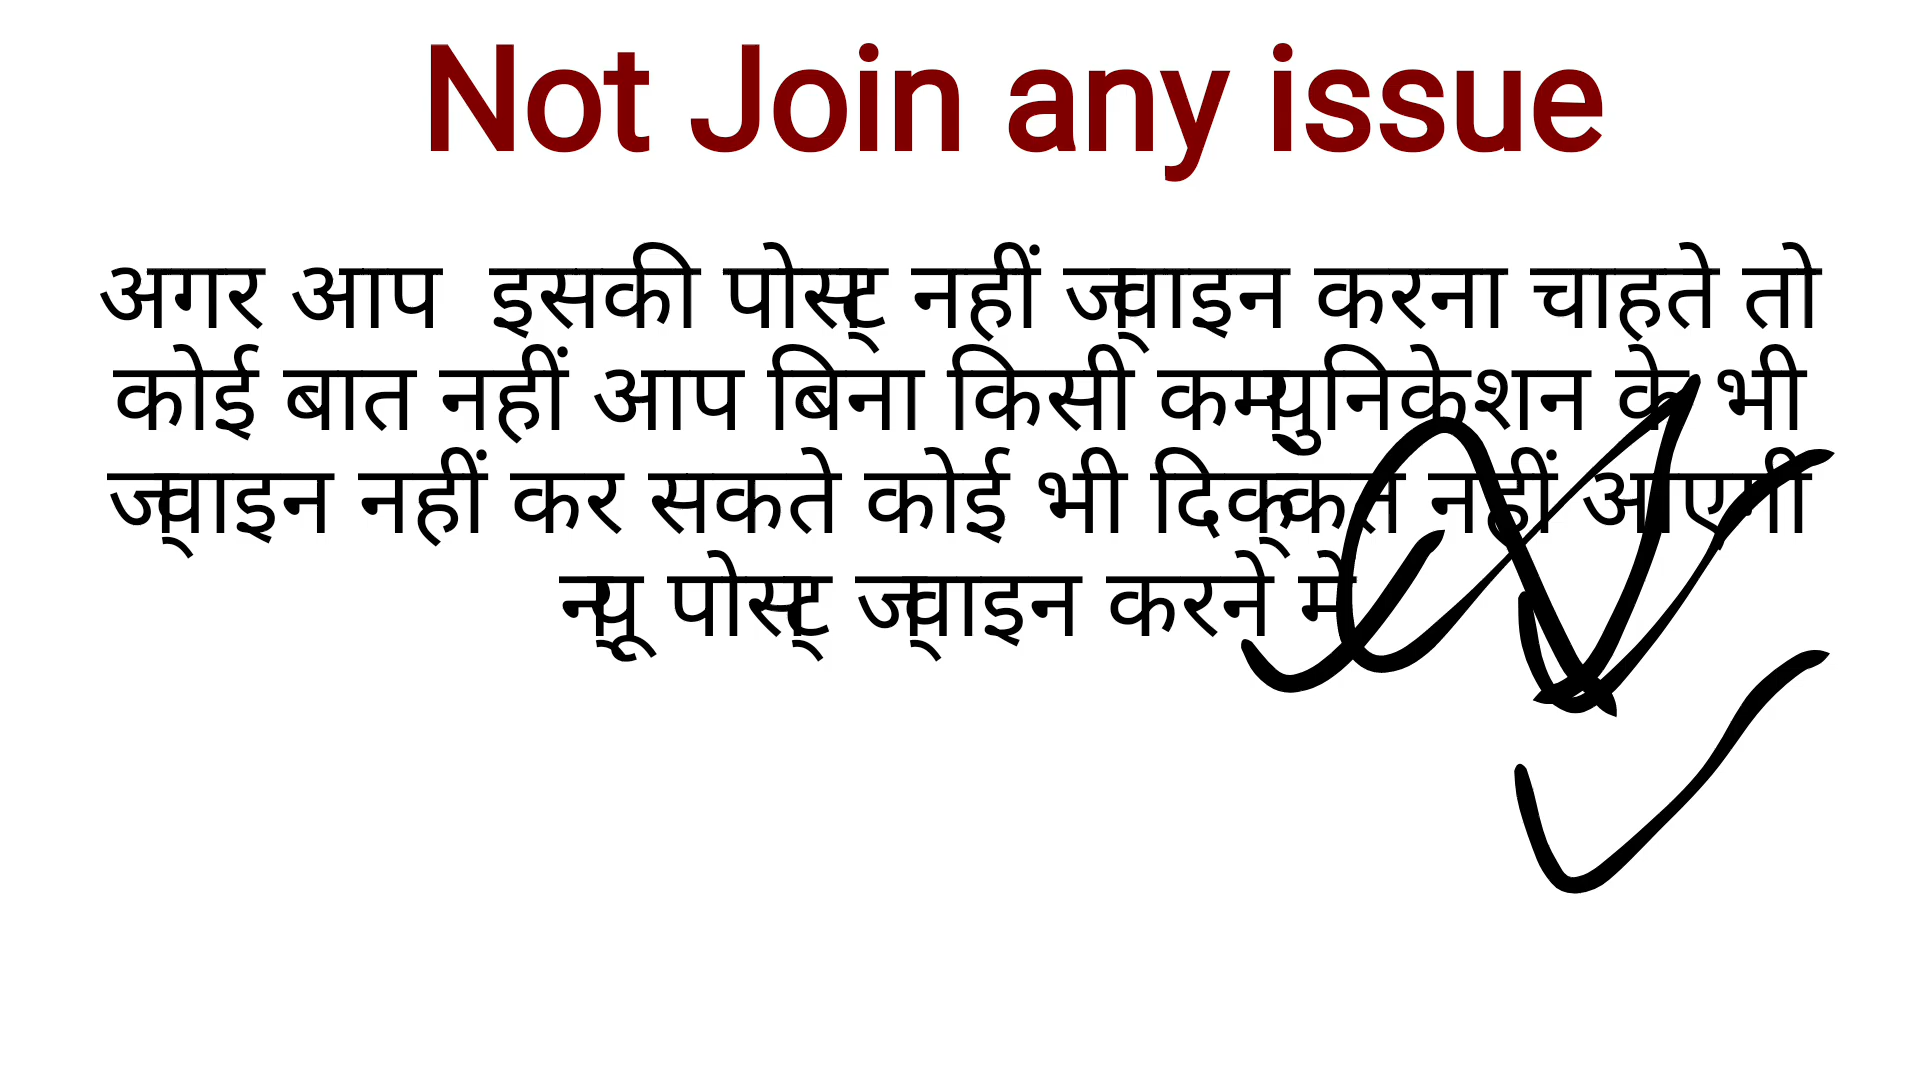 Not Join any issue
अगर आप इसकी पोस्ट नहीं ज्वाइन करना चाहते तो
कोई बात नहीं आप बिना किसी कम्युनिकेशन के भी
ज्वाइन नहीं कर सकते कोई भी दिक्कत नहीं आएगी
न्यू पोस्ट ज्वाइन करने में